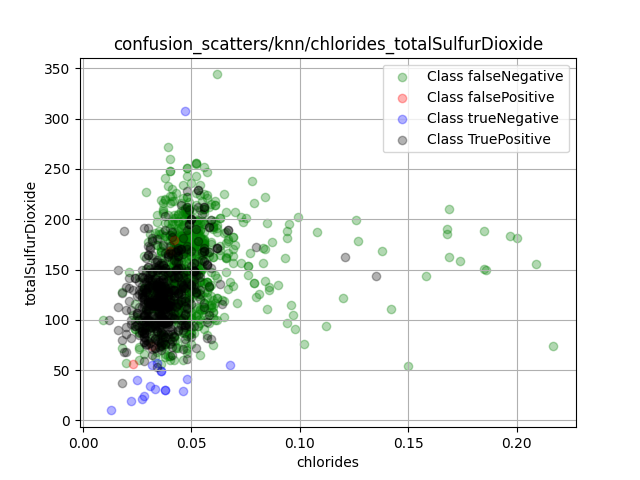 confusion_scatters/knn/chlorides_totalSulfurDioxide
Class falseNegative
Class falsePositive
Class trueNegative
Class TruePositive
totalSulfurDioxide
350
300
250
200
150
100
50
0
0.00 0.05 0.10 0.15 0.20
chlorides